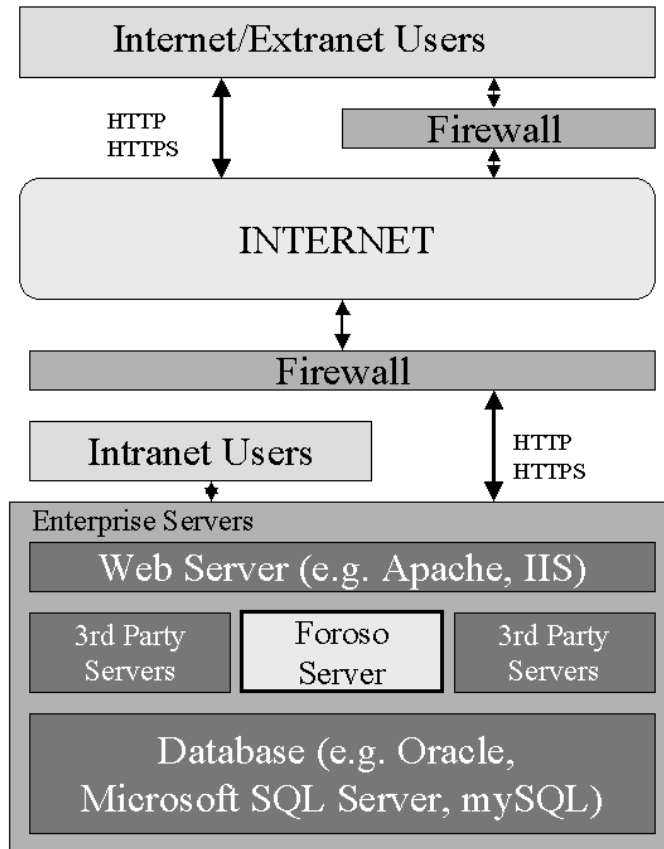 Internet/Extranet Users
HTTP
HTTPS
Firewall
INTERNET
Firewall
Intranet Users
HTTP
HTTPS
Enterprise Servers
Web Server (e.g. Apache, IIS)
3rd Party
Servers
Foroso
Server
3rd Party
Servers
Database (e.g. Oracle,
Microsoft SQL Server, mySQL)